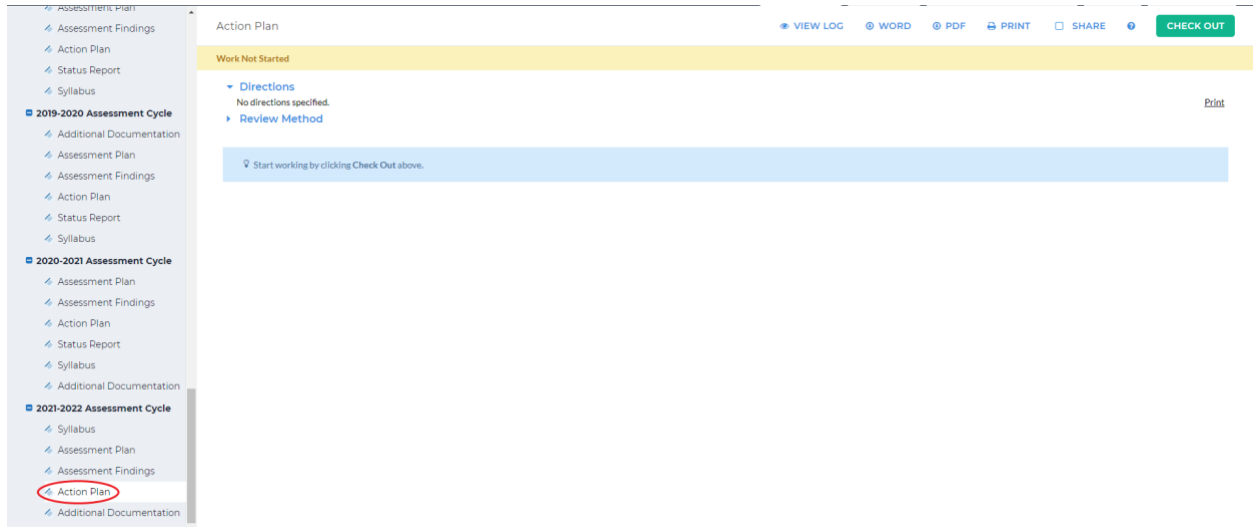 Assessment Plan
Assessment Findings
Action Plan
Status Report
Syllabus
2019-2020 Assessment Cycle
Additional Documentation
Assessment Plan
Assessment Findings
Action Plan
Status Report
Syllabus
2020-2021 Assessment Cycle
Assessment Plan
Assessment Findings
Action Plan
Status Report
Syllabus
Additional Documentation
2021-2022 Assessment Cycle
Syllabus
Assessment Plan
Assessment Findings
Action Plan
Additional Documentation
Action Plan
VIEW LOG WORD PDF PRINT SHARE CHECK OUT
Work Not Started
Directions
No directions specified.
Print
Review Method
Start working by clicking Check Out above.